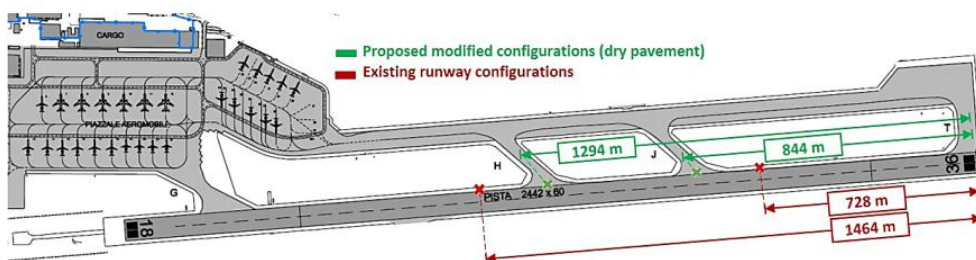 CARGO
Proposed modified configurations (dry pavement)
Existing runway configurations
PIAZZALE AEROMOBILI
T
1294 m
J
844 m
H
36
G
PISTA 2442 x 60
728 m
18
1464 m